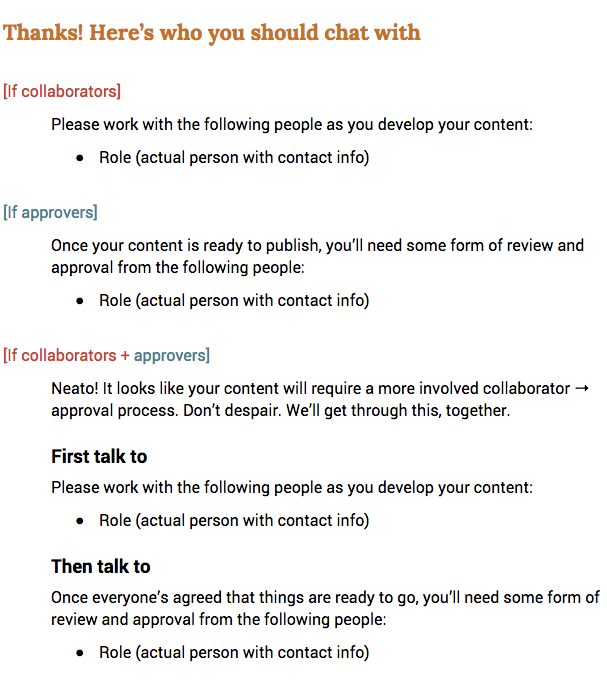 Thanks! Here’s who you should chat with
[If collaborators]
Please work with the following people as you develop your content:
● Role (actual person with contact info)
[If approvers]
Once your content is ready to publish, you’ll need some form of review and
approval from the following people:
● Role (actual person with contact info)
[If collaborators + approvers]
Neato! It looks like your content will require a more involved collaborator →
approval process. Don’t despair. We’ll get through this, together.
First talk to
Please work with the following people as you develop your content:
● Role (actual person with contact info)
Then talk to
Once everyone’s agreed that things are ready to go, you’ll need some form of
review and approval from the following people:
● Role (actual person with contact info)